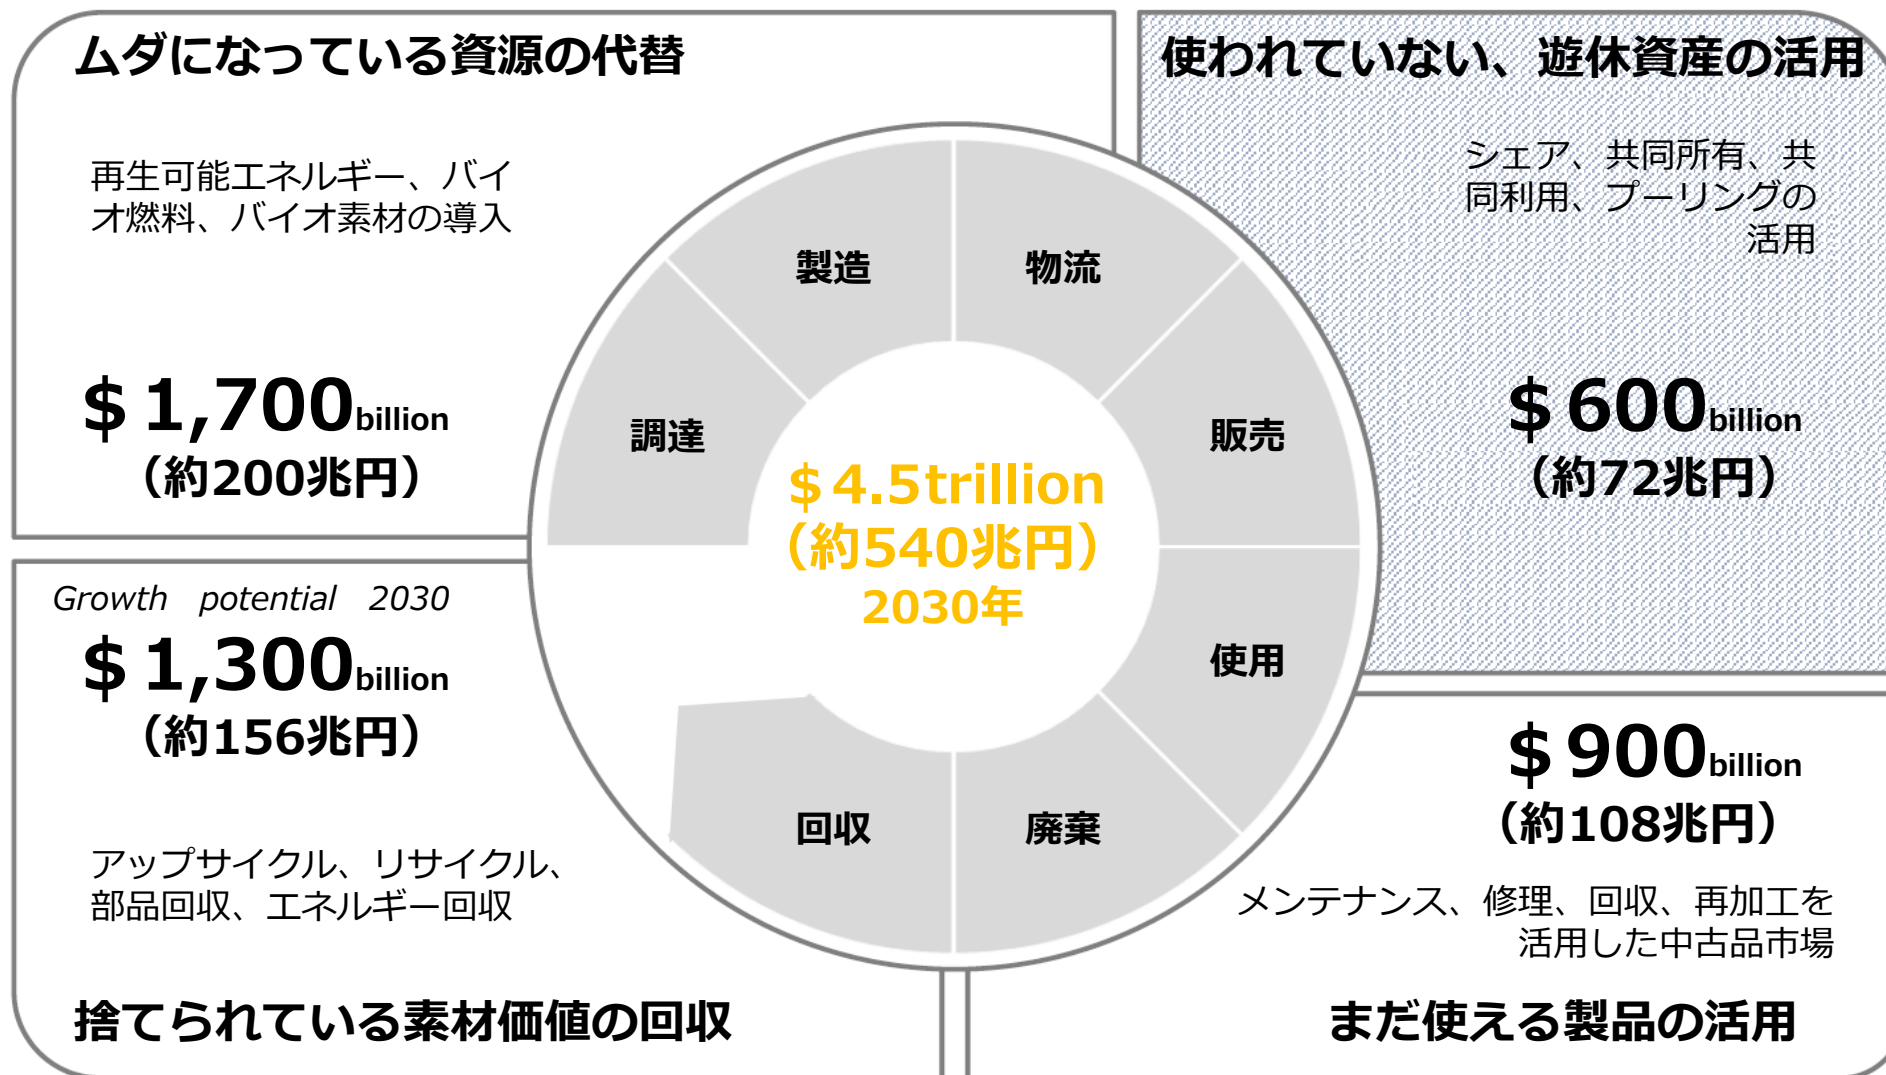 ムダになっている資源の代替
再生可能エネルギー、バイ
オ燃料、バイオ素材の導入
$ 1,700billion
（約200兆円）
使われていない、遊休資産の活用
シェア、共同所有、共
同利用、プーリングの
活用
$ 600billion
（約72兆円）
製造
物流
調達
販売
$ 4.5trillion
（約540兆円）
2030年
使用
回収
廃棄
Growth potential 2030
$ 1,300billion
（約156兆円）
アップサイクル、リサイクル、
部品回収、エネルギー回収
捨てられている素材価値の回収
$ 900billion
（約108兆円）
メンテナンス、修理、回収、再加工を
活用した中古品市場
まだ使える製品の活用